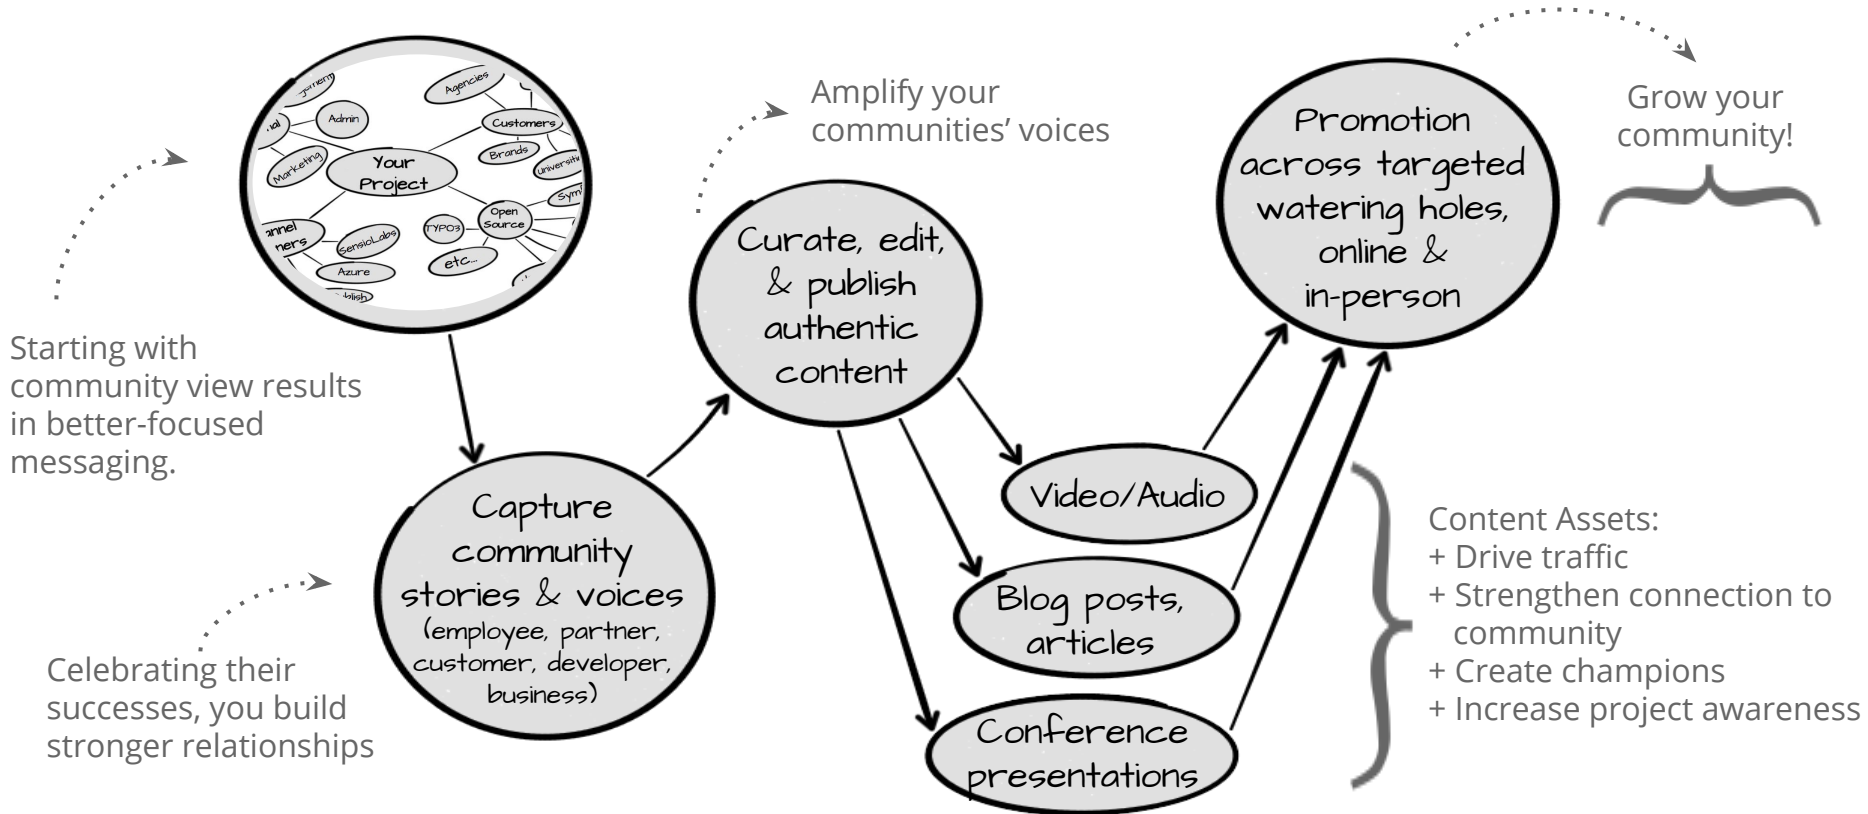 Starting with
community view results
in better-focused
messaging.
Agencies
Admin
Customers
Marketing
Your
Project
Brands
Open
Source
TYPO3
SensioLabs
etc...
Azure
Celebrating their
successes, you build
stronger relationships
Capture
community
stories & voices
(employee, partner,
customer, developer,
business)
Amplify your
communities’ voices
Curate, edit,
& publish
authentic
content
Video/Audio
Blog posts,
articles
Conference
presentations
Promotion
across targeted
watering holes,
online &
in-person
Grow your
community!
Content Assets:
+ Drive traffic
+ Strengthen connection to
community
+ Create champions
+ Increase project awareness